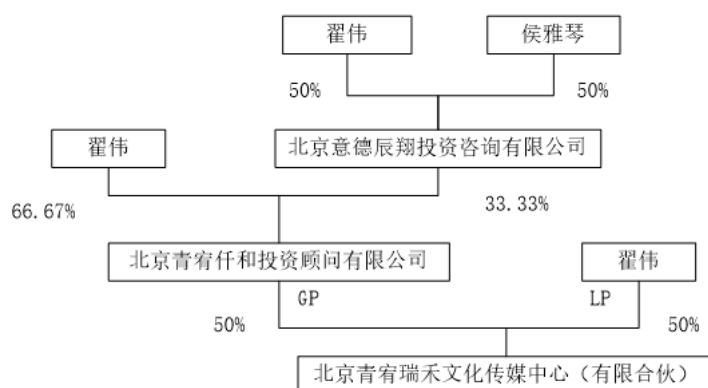 翟伟
侯雅琴
50%
50%
翟伟
北京意德辰翔投资咨询有限公司
66.67%
33.33%
北京青宥仟和投资顾问有限公司
翟伟
GP
LP
50%
50%
北京青宥瑞禾文化传媒中心（有限合伙）